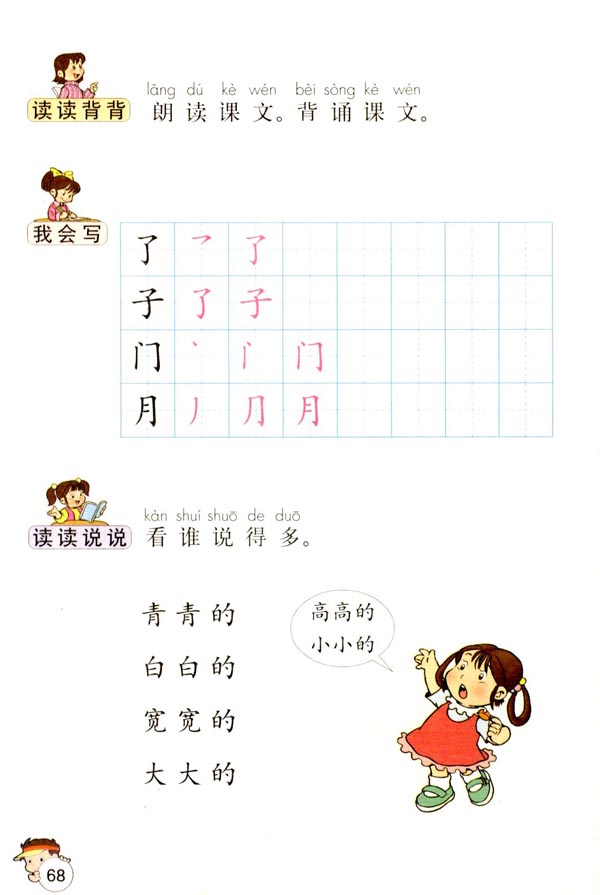 读读背背
lǎng dú kè wén bèi sòng kè wén
朗读课文。背诵课文。
我会写
了 ㇇ 了
子 了 子
门 丶 门
月 丿 ⺆ 月
读读说说
kàn shuí shuō de duō
看谁说得多。
青青的
白白的
宽宽的
大大的
高高的
小小的
68